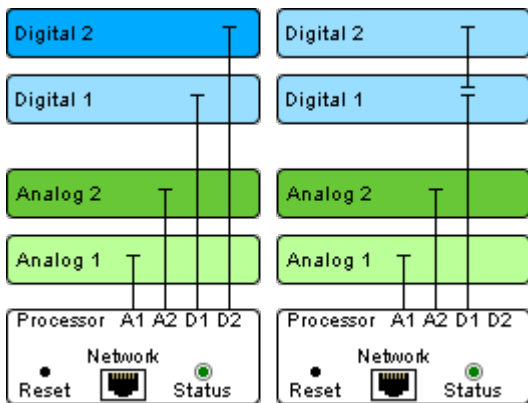 Digital 2 Digital 2
Digital 1 Digital 1
Analog 2 Analog 2
Analog 1 Analog 1
Processor A1 A2 D1 D2 Processor A1 A2 D1 D2
Network Network
Reset Status Reset Status